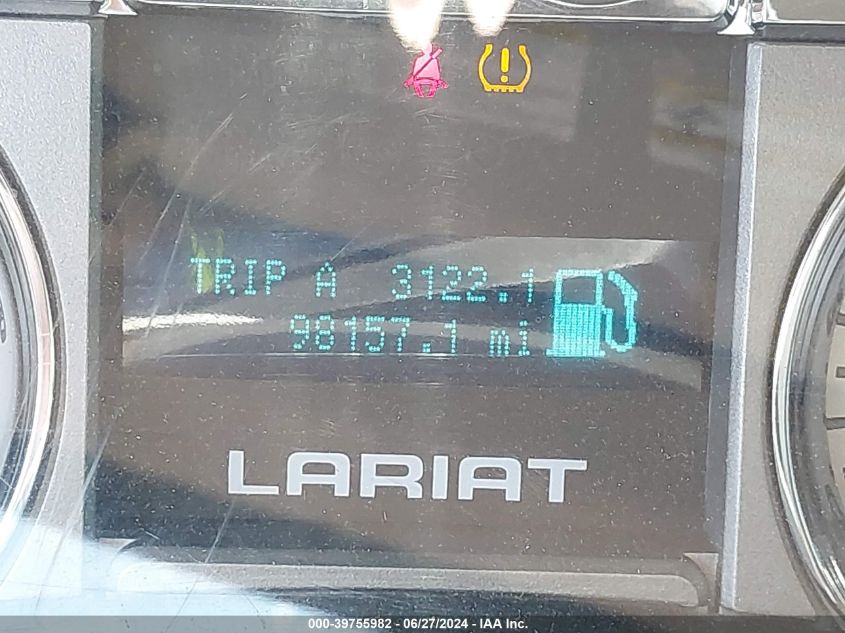 TRIP A 3122.1
98157.1 mi
LARIAT
000-39755982 / 06/27/2024 - IAA Inc.